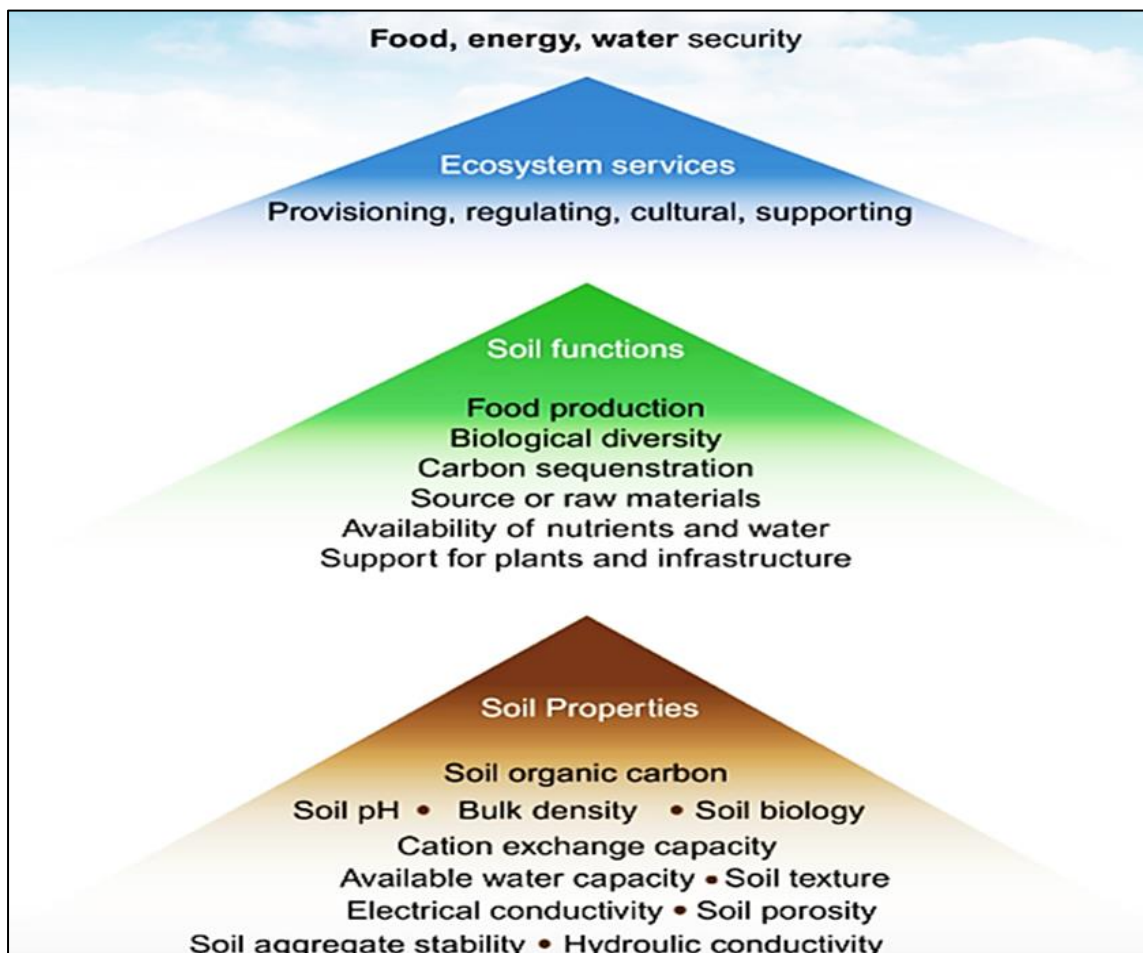 Food, energy, water security
Ecosystem services
Provisioning, regulating, cultural, supporting
Soil functions
Food production
Biological diversity
Carbon sequenstration
Source or raw materials
Availability of nutrients and water
Support for plants and infrastructure
Soil Properties
Soil organic carbon
Soil pH • Bulk density • Soil biology
Cation exchange capacity
Available water capacity • Soil texture
Electrical conductivity • Soil porosity
Soil aggregate stability • Hydroulic conductivity